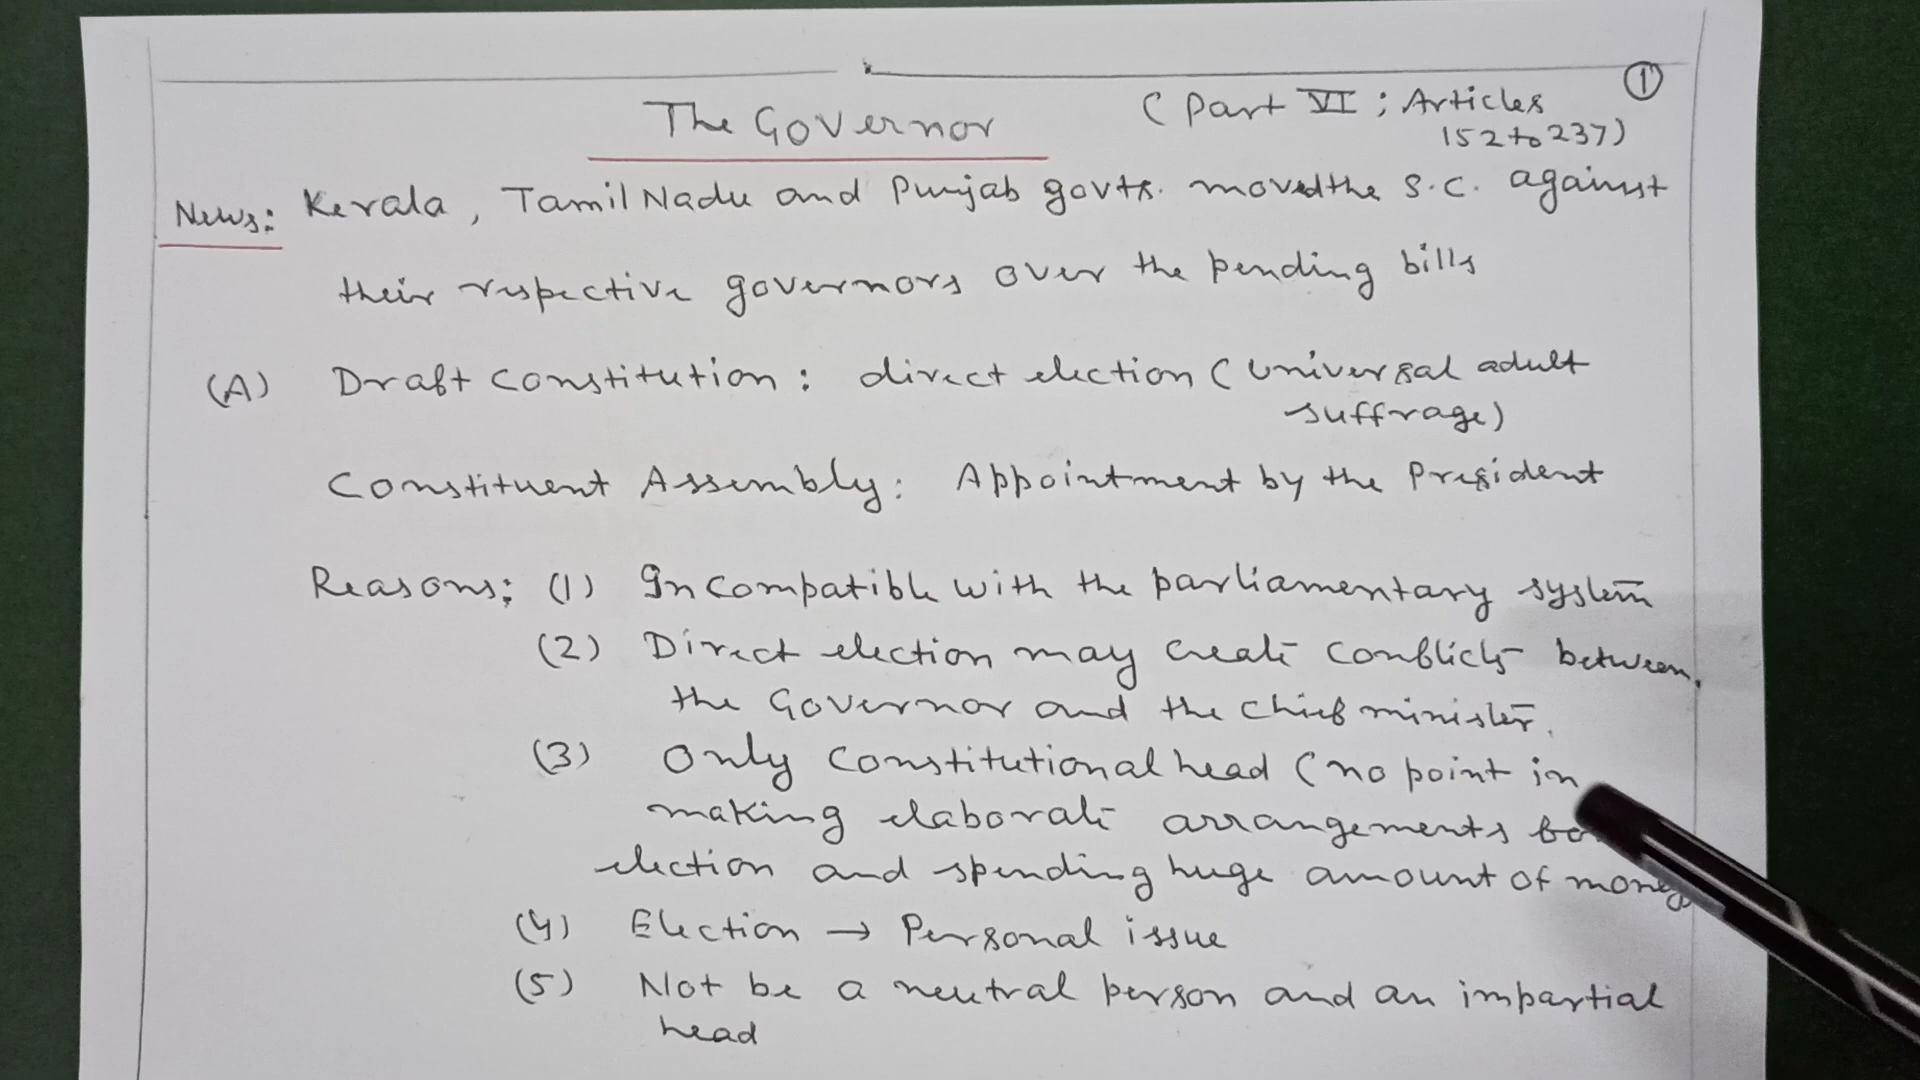 The Governor
(Part VI ; Articles
152 to 237)
1
News: Kerala, Tamil Nadu and Punjab govts. moved the S.C. against
their respective governors over the pending bills
(A) Draft Constitution : direct election (universal adult
suffrage)
Constituent Assembly : Appointment by the President
Reasons: (1) Incompatible with the parliamentary system
(2) Direct election may create conflicts between
the Governor and the chief minister.
(3) Only constitutional head (no point in
making elaborate arrangements
election and spending huge amount of money
(4) Election → Personal issue
(5) Not be a neutral person and an impartial
head